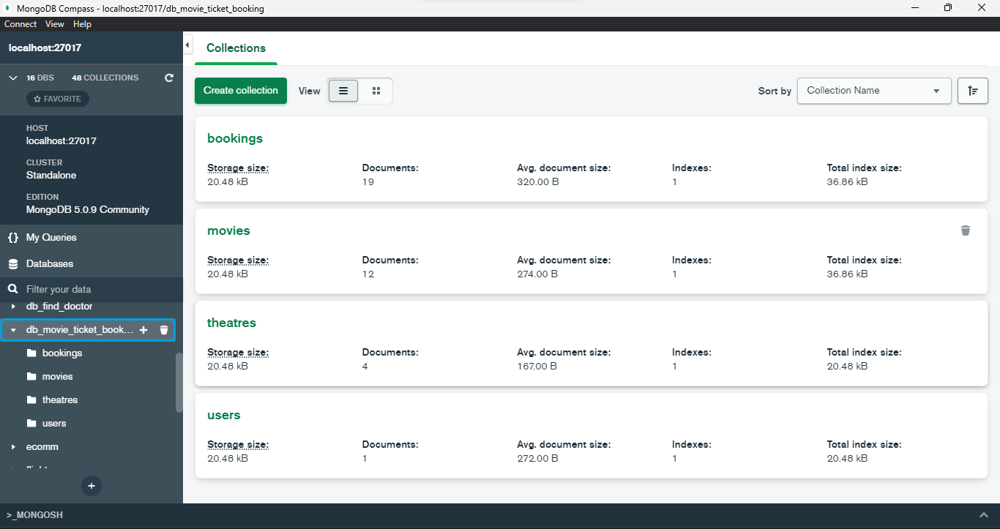 MongoDB Compass - localhost:27017/db_movie_ticket_booking
Connect View Help
localhost:27017
16 DBS 48 COLLECTIONS
FAVORITE
HOST
localhost:27017
CLUSTER
Standalone
EDITION
MongoDB 5.0.9 Community
{} My Queries
Databases
Filter your data
db_find_doctor
db_movie_ticket_book...
bookings
movies
theatres
users
ecomm
Collections
Create collection View Sort by Collection Name
bookings
Storage size: Documents: Avg. document size: Indexes: Total index size:
20.48 kB 19 320.00 B 1 36.86 kB
movies
Storage size: Documents: Avg. document size: Indexes: Total index size:
20.48 kB 12 274.00 B 1 36.86 kB
theatres
Storage size: Documents: Avg. document size: Indexes: Total index size:
20.48 kB 4 167.00 B 1 20.48 kB
users
Storage size: Documents: Avg. document size: Indexes: Total index size:
20.48 kB 1 272.00 B 1 20.48 kB
>_MONGOSH